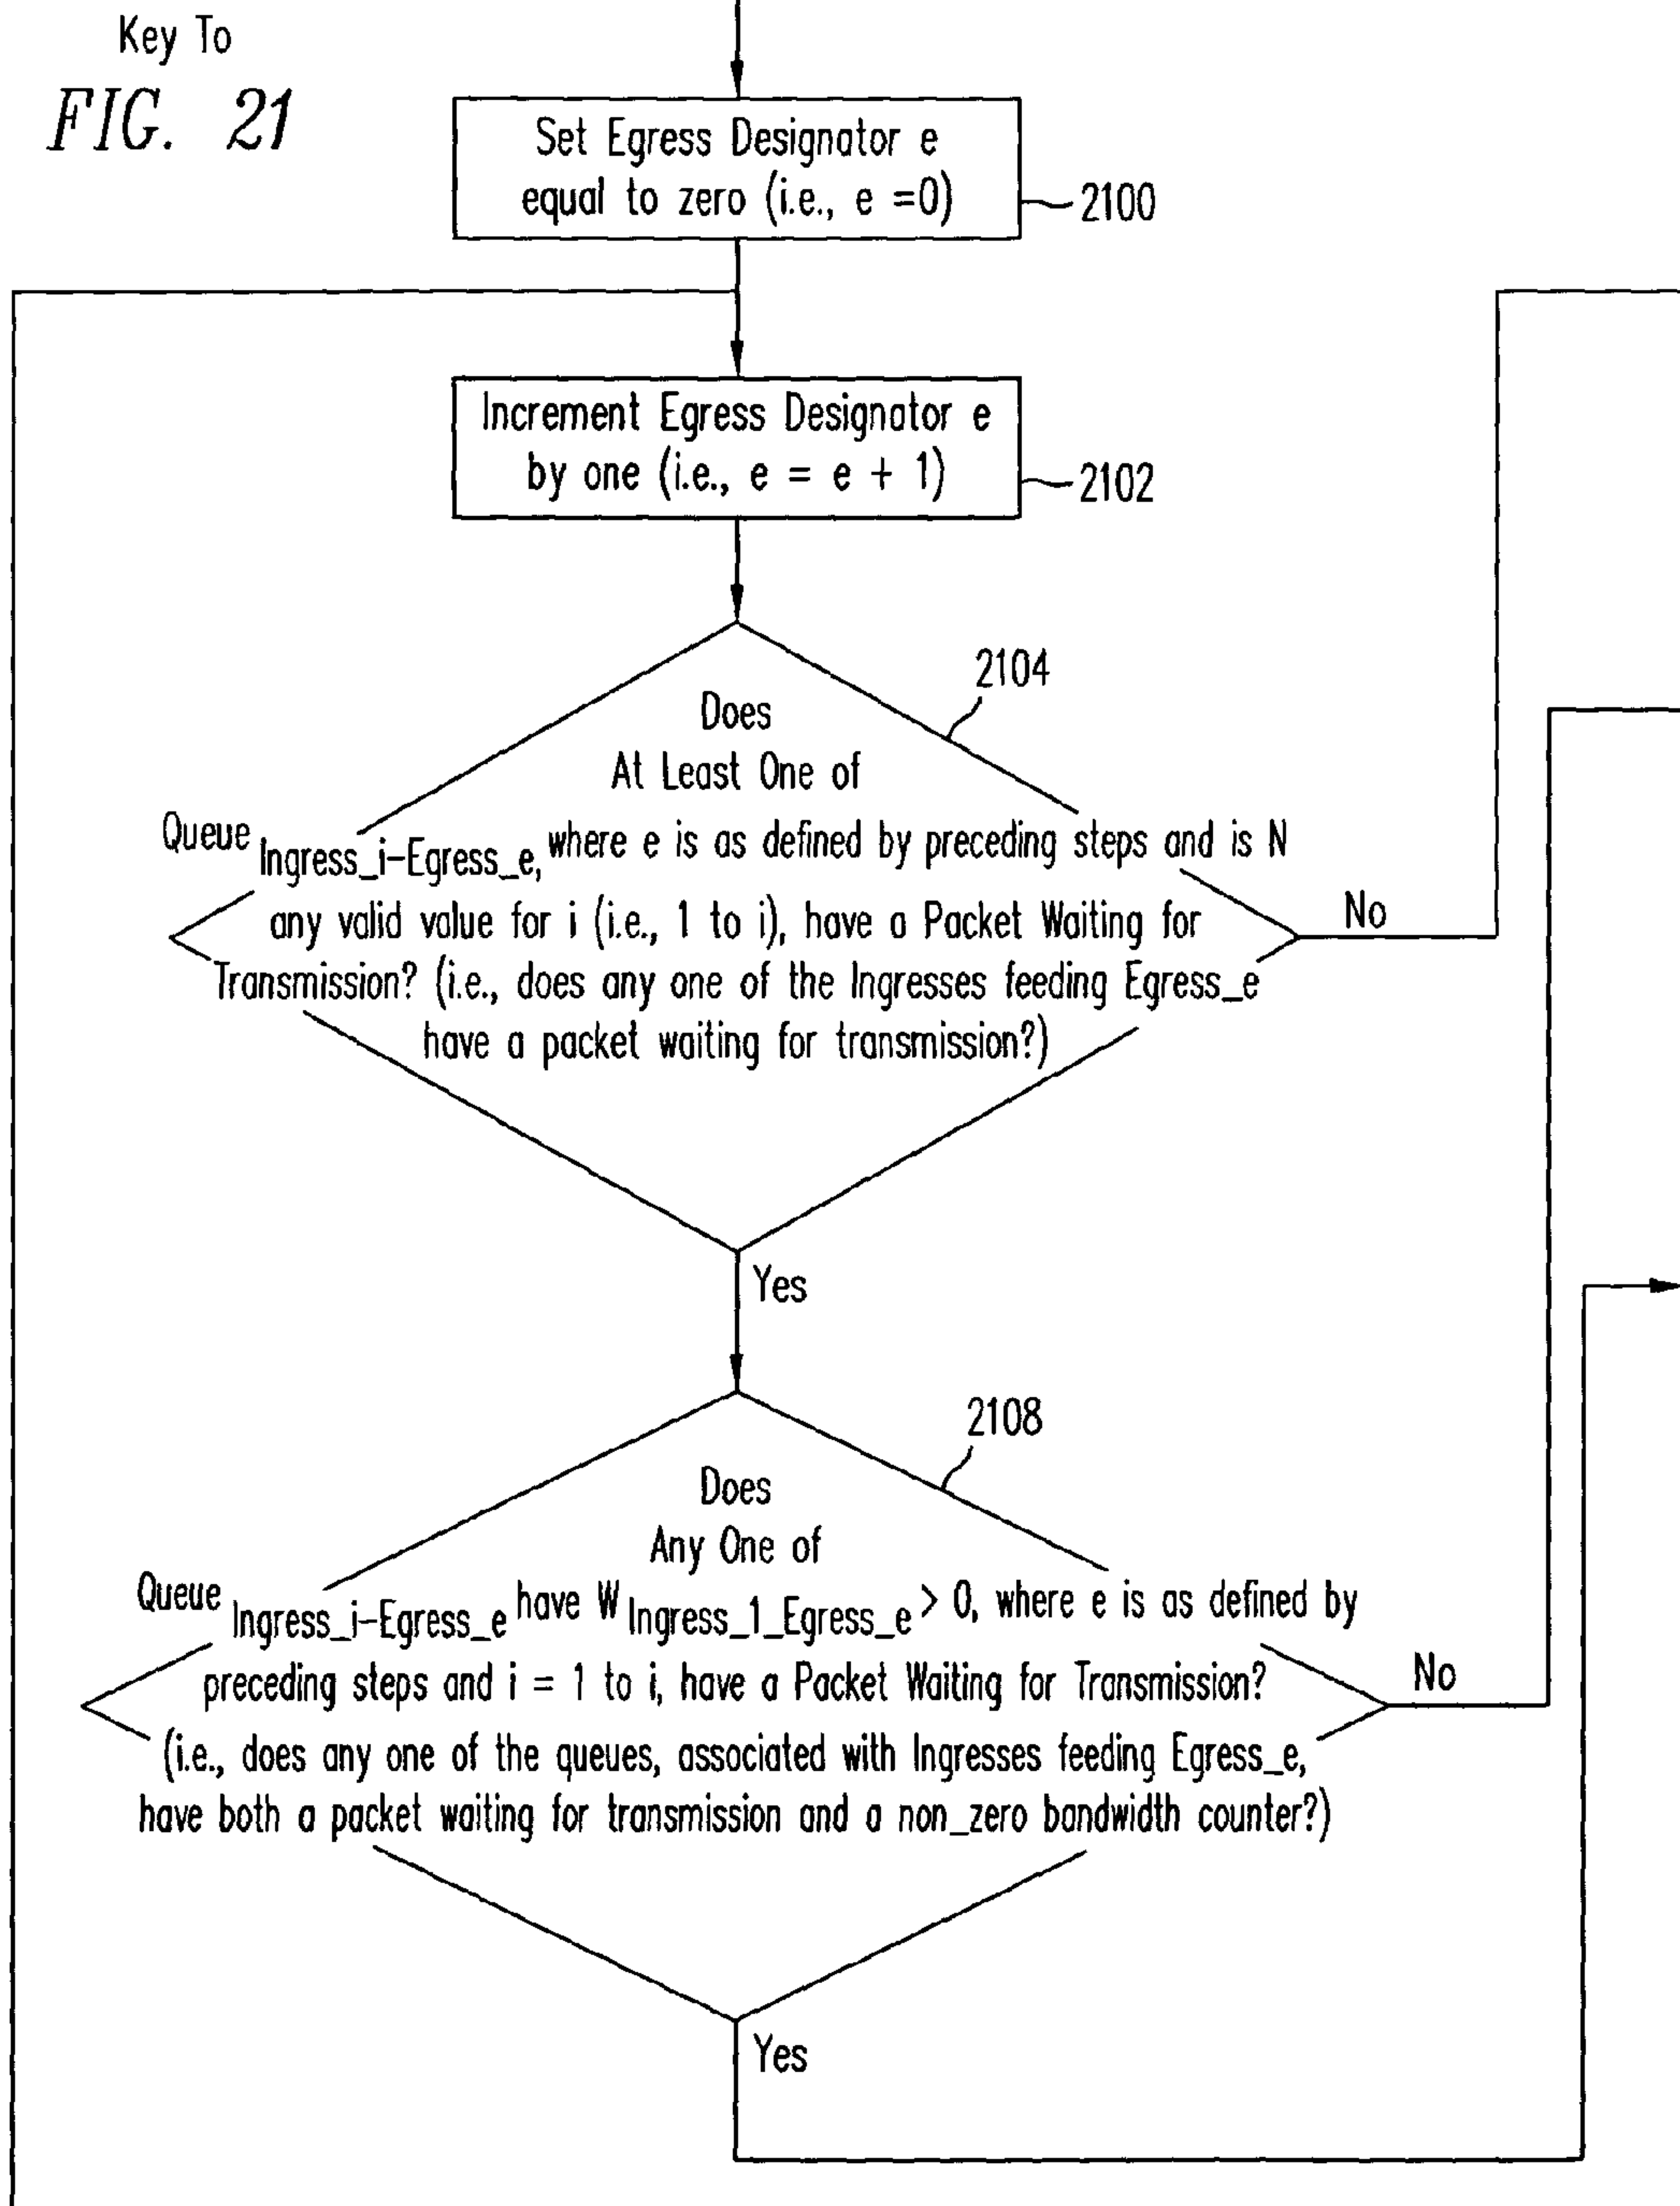 Key To
FIG. 21
Set Egress Designator e
equal to zero (i.e., e =0)
2100
Increment Egress Designator e
by one (i.e., e = e + 1)
2102
2104
Does
At Least One of
Queue Ingress_i-Egress_e, where e is as defined by preceding steps and is N
any valid value for i (i.e., 1 to i), have a Packet Waiting for
Transmission? (i.e., does any one of the Ingresses feeding Egress_e
have a packet waiting for transmission?)
No
Yes
2108
Does
Any One of
Queue Ingress_i-Egress_e have W Ingress_1_Egress_e > 0, where e is as defined by
preceding steps and i = 1 to i, have a Packet Waiting for Transmission?
(i.e., does any one of the queues, associated with Ingresses feeding Egress_e,
have both a packet waiting for transmission and a non_zero bandwidth counter?)
No
Yes